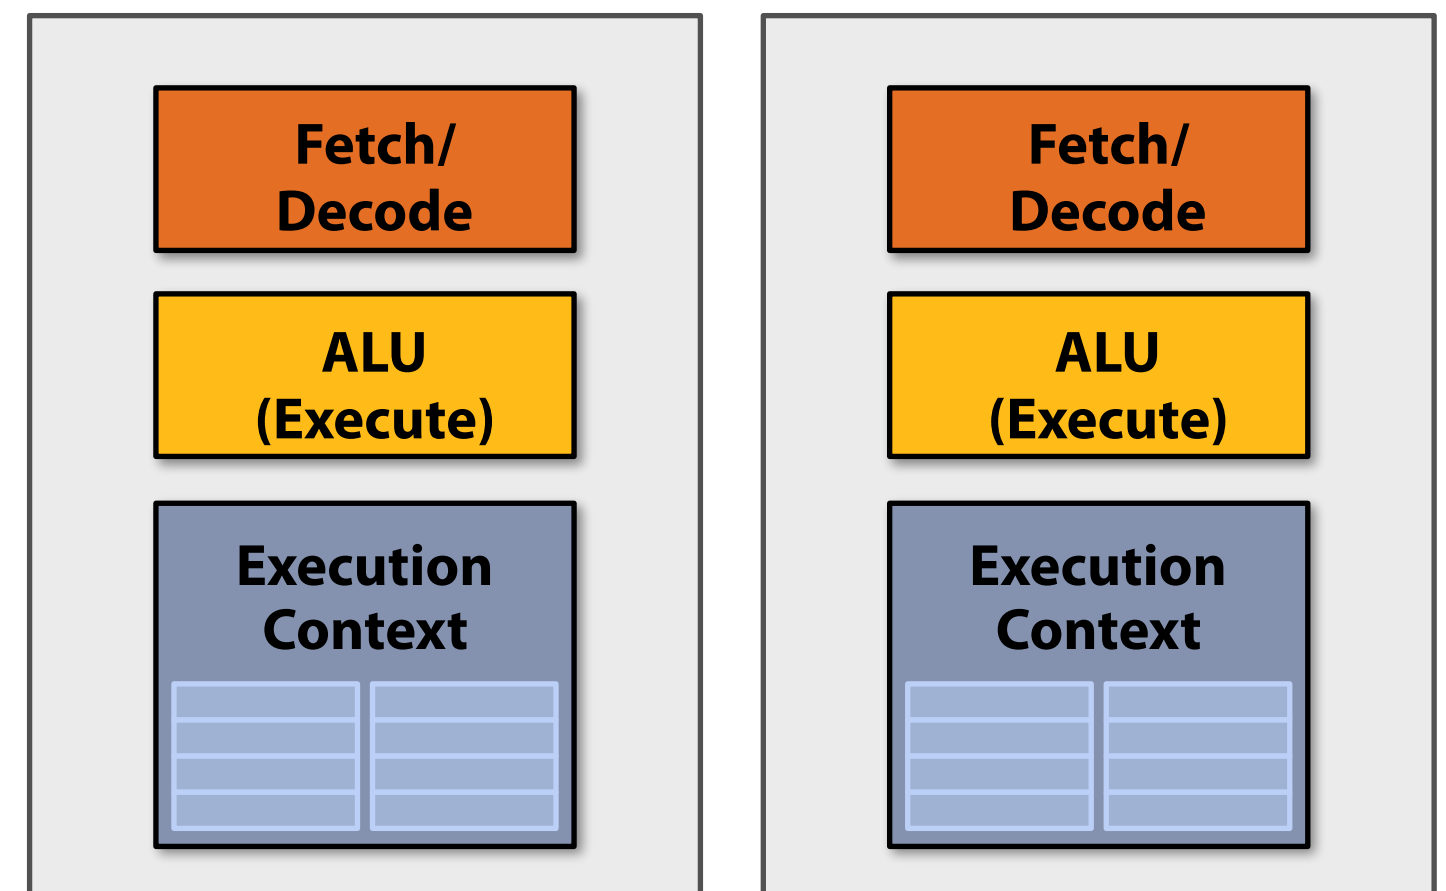 Fetch/
Decode
ALU
(Execute)
Execution
Context
Fetch/
Decode
ALU
(Execute)
Execution
Context